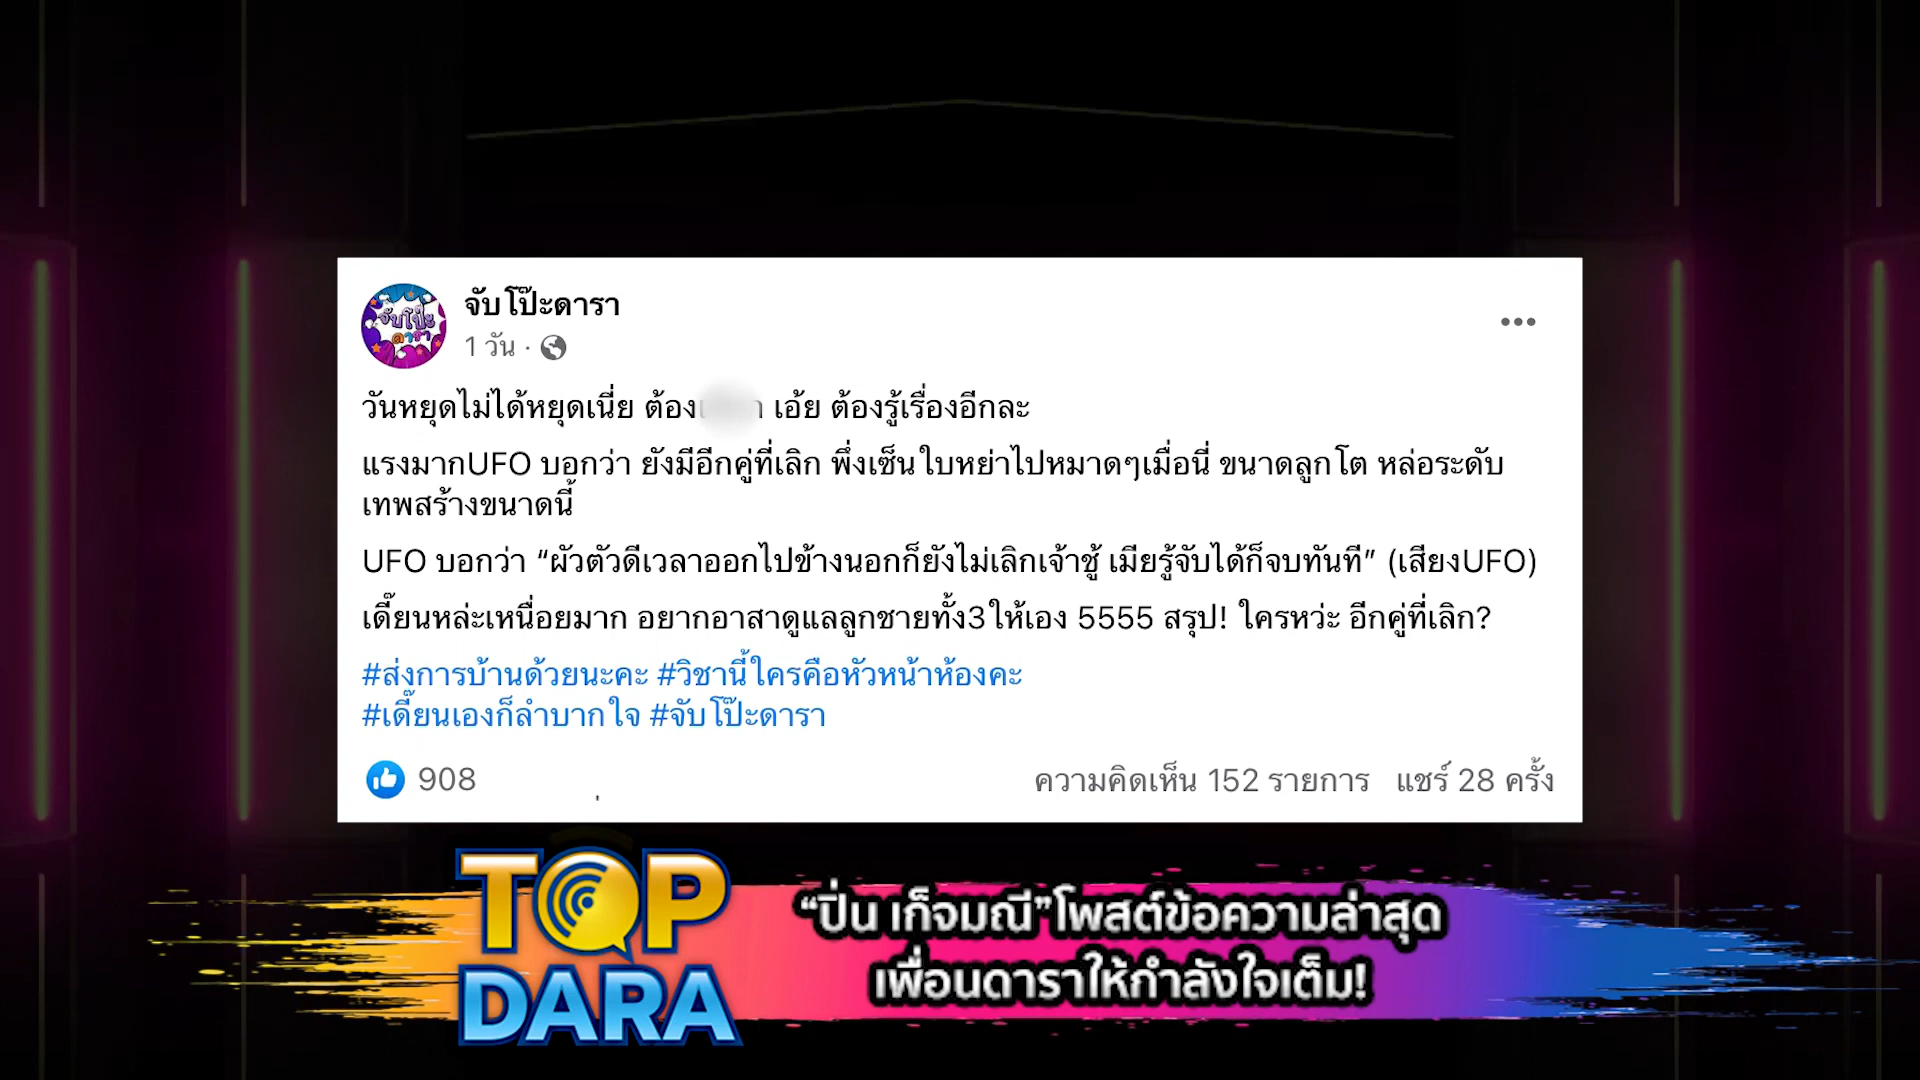 จับโป๊ะดารา
จับโป๊ะ
ดารา
1 วัน ·
วันหยุดไม่ได้หยุดเนี่ย ต้อง เอ้ย ต้องรู้เรื่องอีกละ
แรงมากUFO บอกว่า ยังมีอีกคู่ที่เลิก พึ่งเซ็นใบหย่าไปหมาดๆเมื่อนี่ ขนาดลูกโต หล่อระดับ
เทพสร้างขนาดนี้
UFO บอกว่า “ผัวตัวดีเวลาออกไปข้างนอกก็ยังไม่เลิกเจ้าชู้ เมียรู้จับได้ก็จบทันที” (เสียงUFO)
เดี๊ยนหล่ะเหนื่อยมาก อยากอาสาดูแลลูกชายทั้ง3ให้เอง 5555 สรุป! ใครหว่ะ อีกคู่ที่เลิก?
#ส่งการบ้านด้วยนะคะ #วิชานี้ใครคือหัวหน้าห้องคะ
#เดี๊ยนเองก็ลำบากใจ #จับโป๊ะดารา
908
ความคิดเห็น 152 รายการ แชร์ 28 ครั้ง
TOP
DARA
“ปิ่น เก็จมณี”โพสต์ข้อความล่าสุด
เพื่อนดาราให้กำลังใจเต็ม!